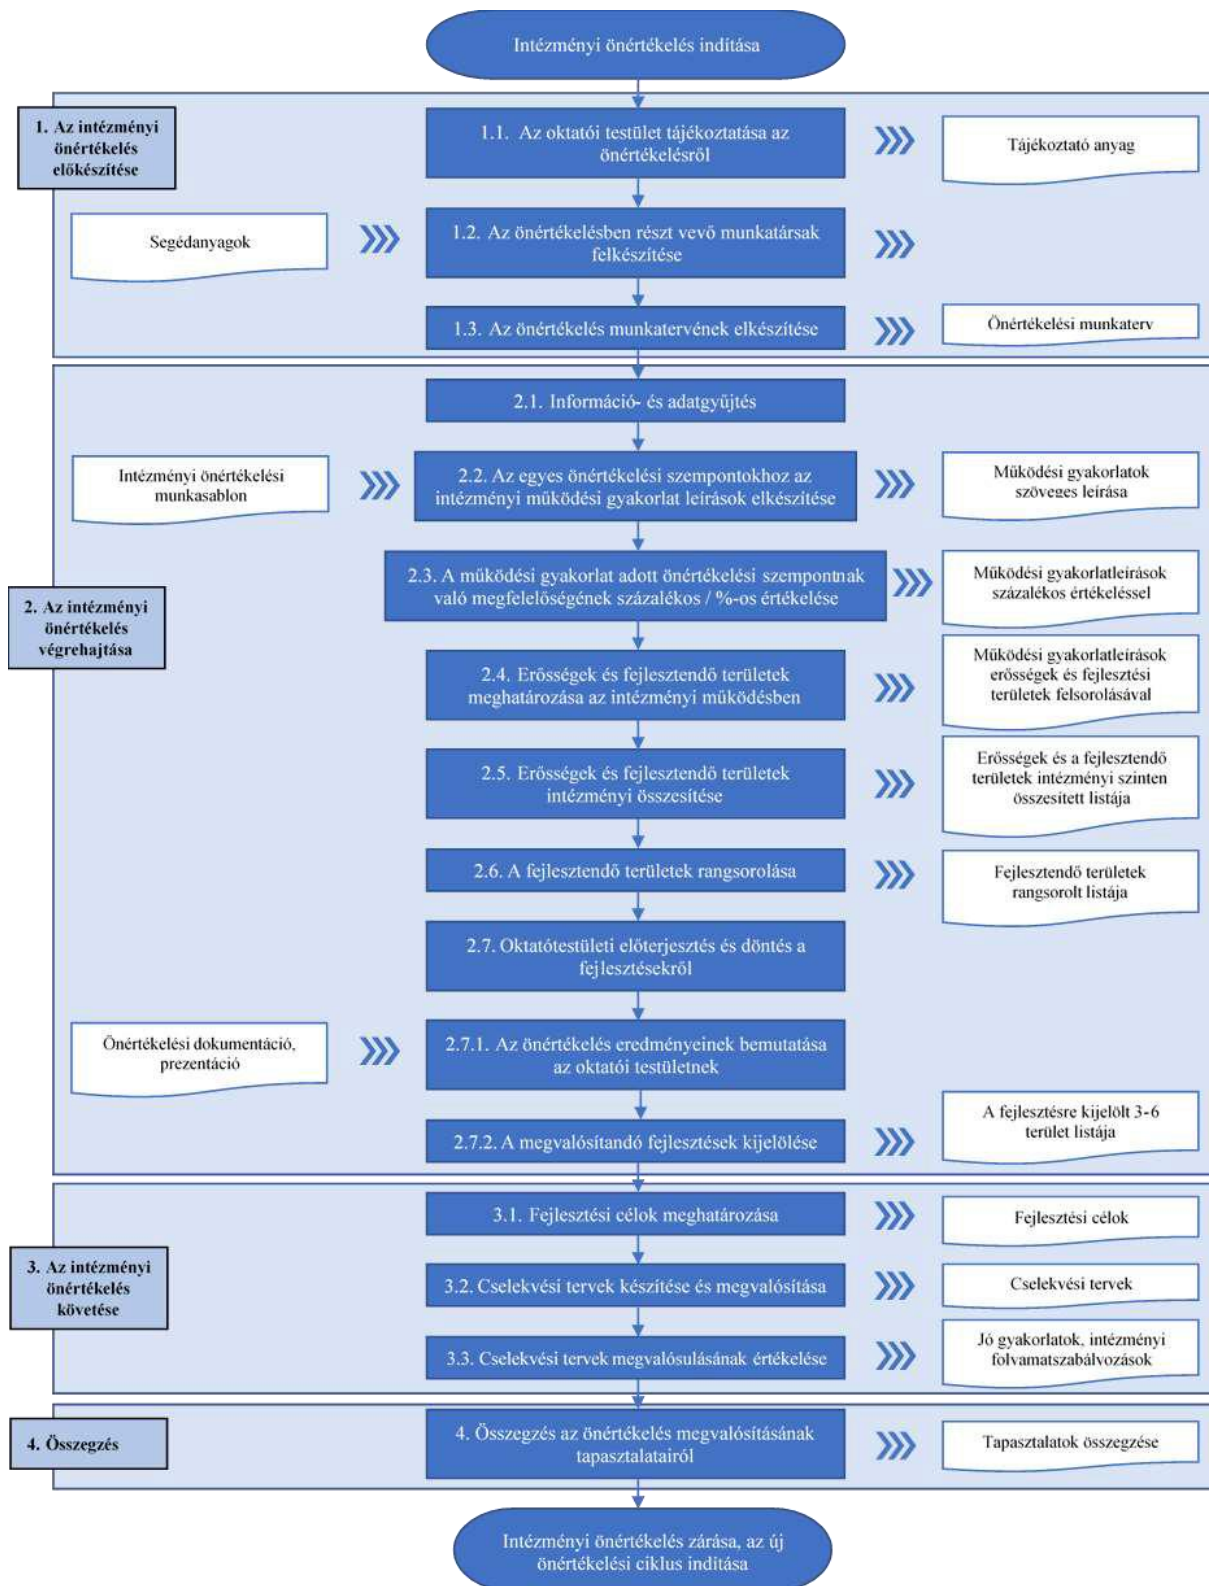 Intézményi önértékelés indítása
1. Az intézményi
önértékelés
előkészítése
1.1. Az oktatói testület tájékoztatása az
önértékelésről
Tájékoztató anyag
Segédanyagok
1.2. Az önértékelésben részt vevő munkatársak
felkészítése
1.3. Az önértékelés munkatervének elkészítése
Önértékelési munkaterv
2. Az intézményi
önértékelés
végrehajtása
2.1. Információ- és adatgyűjtés
Intézményi önértékelési
munkasablon
2.2. Az egyes önértékelési szempontokhoz az
intézményi működési gyakorlat leírások elkészítése
Működési gyakorlatok
szöveges leírása
2.3. A működési gyakorlat adott önértékelési szempontnak
való megfelelőségének százalékos / %-os értékelése
Működési gyakorlatleírások
százalékos értékeléssel
2.4. Erősségek és fejlesztendő területek
meghatározása az intézményi működésben
Működési gyakorlatleírások
erősségek és fejlesztési
területek felsorolásával
2.5. Erősségek és fejlesztendő területek
intézményi összesítése
Erősségek és a fejlesztendő
területek intézményi szinten
összesített listája
2.6. A fejlesztendő területek rangsorolása
Fejlesztendő területek
rangsorolt listája
2.7. Oktatótestületi előterjesztés és döntés a
fejlesztésekről
Önértékelési dokumentáció,
prezentáció
2.7.1. Az önértékelés eredményeinek bemutatása
az oktatói testületnek
2.7.2. A megvalósítandó fejlesztések kijelölése
A fejlesztésre kijelölt 3-6
terület listája
3. Az intézményi
önértékelés
követése
3.1. Fejlesztési célok meghatározása
Fejlesztési célok
3.2. Cselekvési tervek készítése és megvalósítása
Cselekvési tervek
3.3. Cselekvési tervek megvalósulásának értékelése
Jó gyakorlatok, intézményi
folyamatszabályozások
4. Összegzés
4. Összegzés az önértékelés megvalósításának
tapasztalatairól
Tapasztalatok összegzése
Intézményi önértékelés zárása, az új
önértékelési ciklus indítása